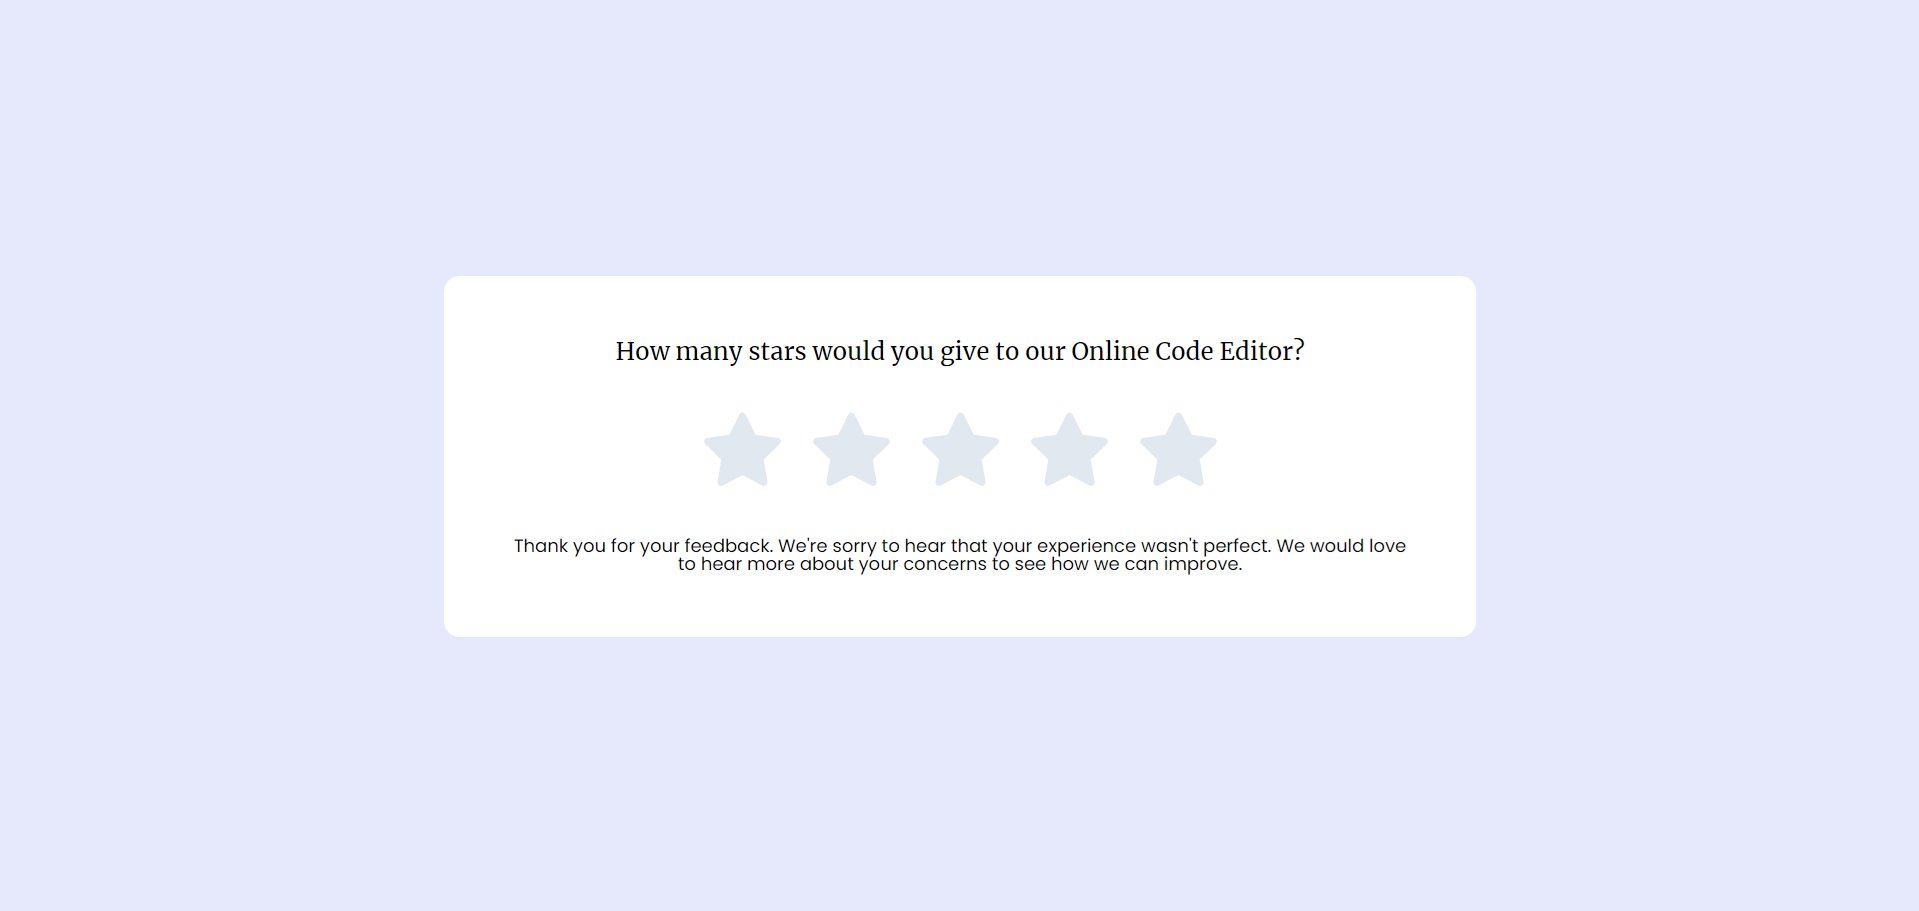 How many stars would you give to our Online Code Editor?
Thank you for your feedback. We're sorry to hear that your experience wasn't perfect. We would love
to hear more about your concerns to see how we can improve.